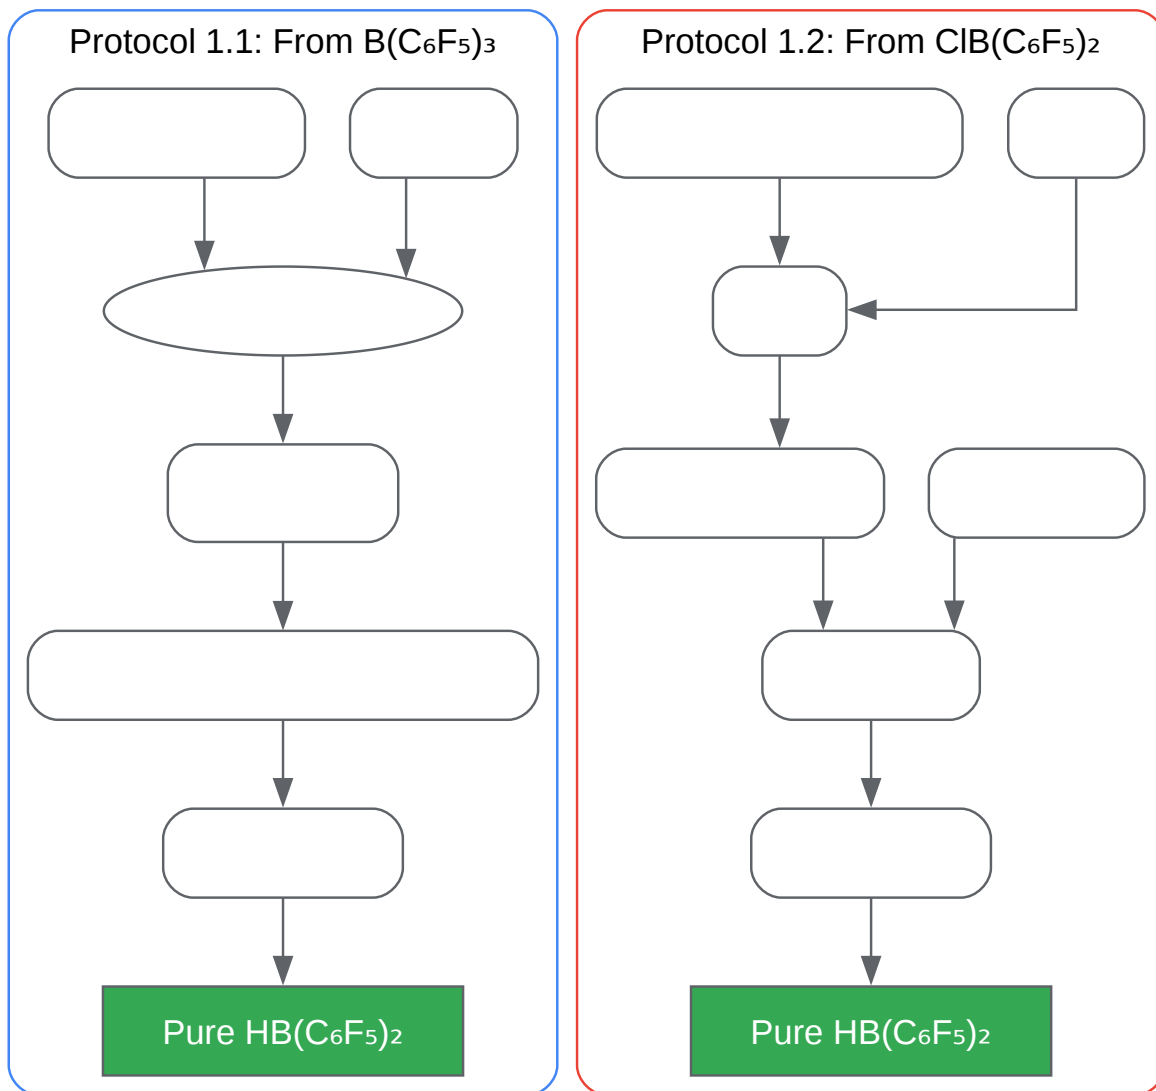 Protocol 1.1: From B(C₆F₅)₃
Protocol 1.2: From ClB(C₆F₅)₂
Pure HB(C₆F₅)₂
Pure HB(C₆F₅)₂